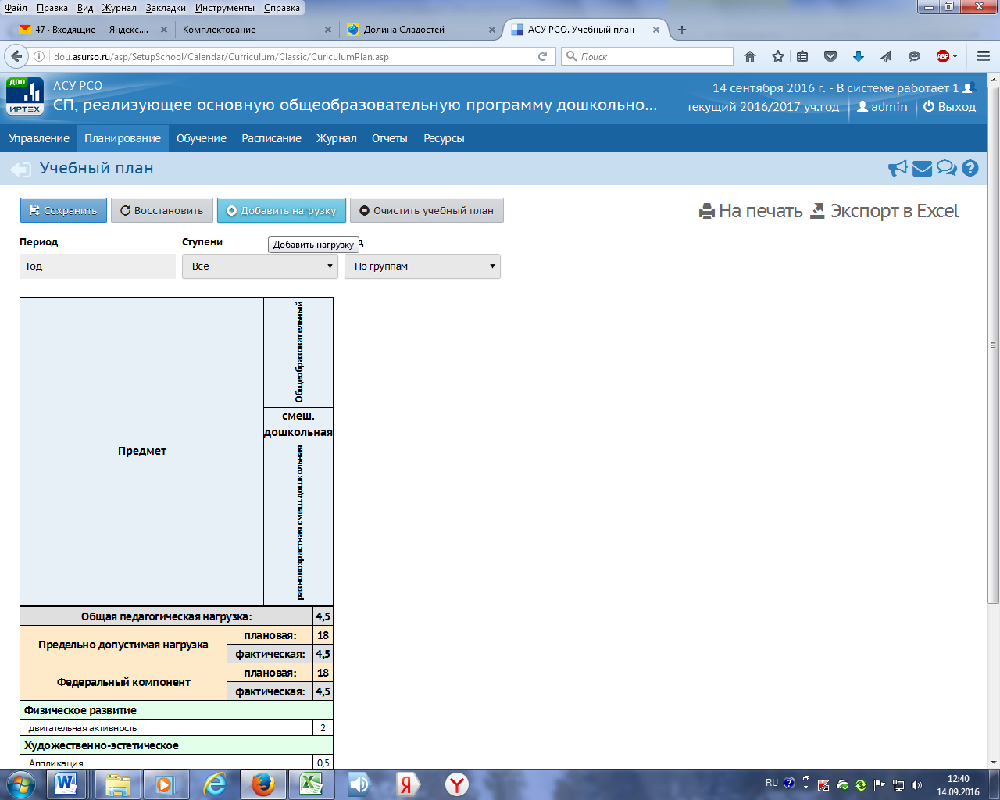 Файл Правка Вид Журнал Закладки Инструменты Справка
47 · Входящие — Яндекс.... Комплектование Долина Сладостей АСУ РСО. Учебный план
dou.asurso.ru/asp/SetupSchool/Calendar/Curriculum/Classic/CuriculumPlan.asp Поиск ABP
ДОО
ИРТЕХ
АСУ РСО
СП, реализующее основную общеобразовательную программу дошкольно...
14 сентября 2016 г. - В системе работает 1
текущий 2016/2017 уч.год admin Выход
Управление Планирование Обучение Расписание Журнал Отчеты Ресурсы
Учебный план
Сохранить Восстановить Добавить нагрузку Очистить учебный план На печать Экспорт в Excel
Период Ступени д
Добавить нагрузку
Год Все По группам
Предмет
Общеобразовательный
смеш.
дошкольная
разновозрастная смеш.дошкольная
Общая педагогическая нагрузка: 4,5
Предельно допустимая нагрузка плановая: 18
фактическая: 4,5
Федеральный компонент плановая: 18
фактическая: 4,5
Физическое развитие
двигательная активность 2
Художественно-эстетическое
Аппликация 0,5
RU 12:40
14.09.2016